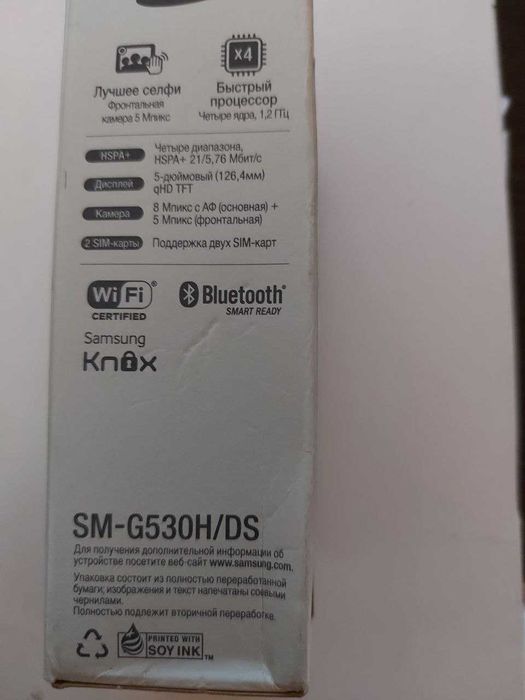 x4
Лучшее селфи
Фронтальная
камера 5 Мпикс
Быстрый
процессор
Четыре ядра, 1,2 ГГц
HSPA+
Четыре диапазона,
HSPA+ 21/5,76 Мбит/с
Дисплей
5-дюймовый (126,4мм)
qHD TFT
Камера
8 Мпикс с АФ (основная) +
5 Мпикс (фронтальная)
2 SIM-карты
Поддержка двух SIM-карт
Wi Fi®
CERTIFIED
Bluetooth®
SMART READY
Samsung
Knox
SM-G530H/DS
Для получения дополнительной информации об
устройстве посетите веб-сайт www.samsung.com.
Упаковка состоит из полностью переработанной
бумаги; изображения и текст напечатаны соевыми
чернилами.
Полностью подлежит вторичной переработке.
PRINTED WITH
SOY INK™